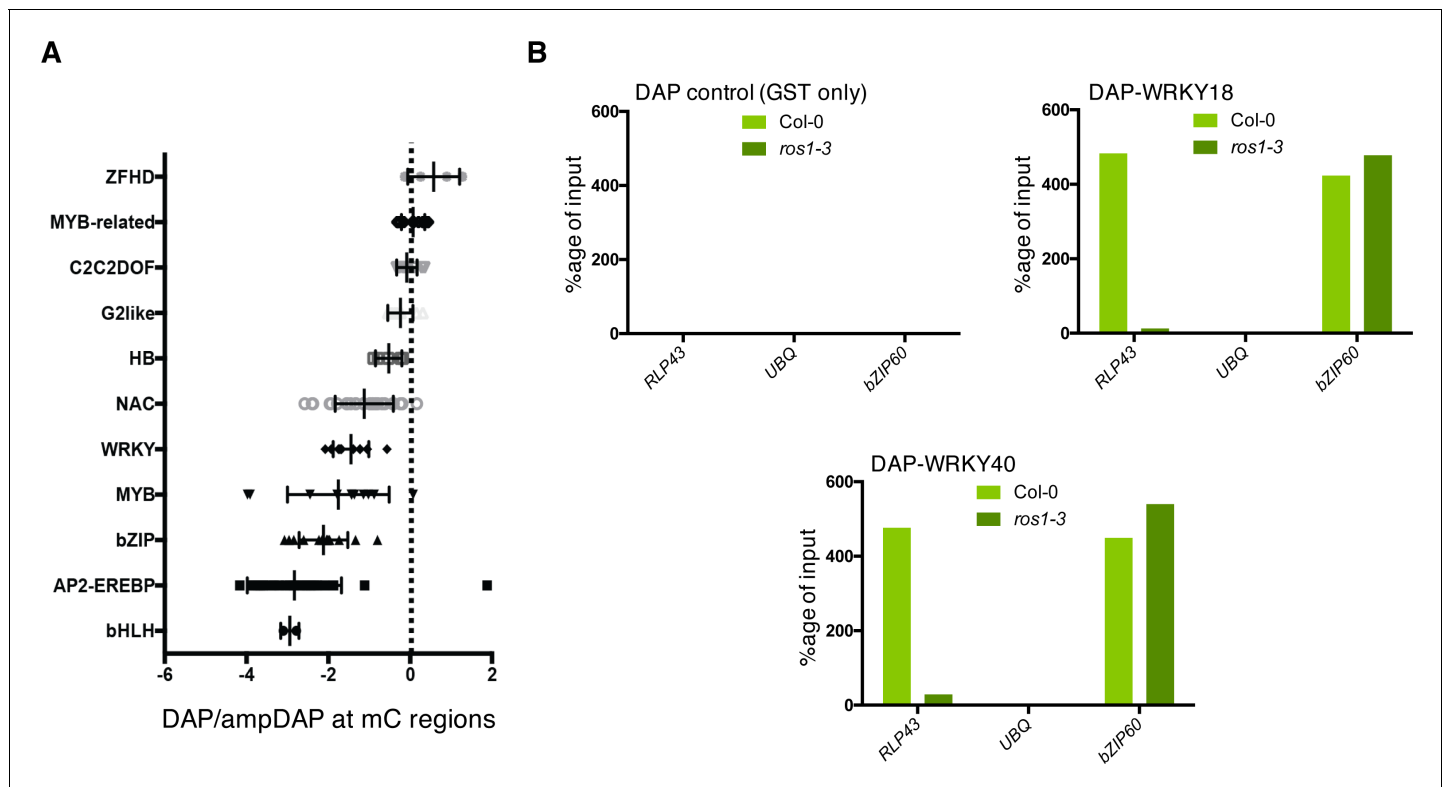 A
ZFHD
MYB-related
C2C2DOF
G2like
HB
NAC
WRKY
MYB
bZIP
AP2-EREBP
bHLH
-6 -4 -2 0 2
DAP/ampDAP at mC regions
B
DAP control (GST only)
Col-0
ros1-3
%age of input
600
400
200
0
RLP43 UBQ bZIP60
DAP-WRKY18
Col-0
ros1-3
%age of input
600
400
200
0
RLP43 UBQ bZIP60
DAP-WRKY40
Col-0
ros1-3
%age of input
600
400
200
0
RLP43 UBQ bZIP60